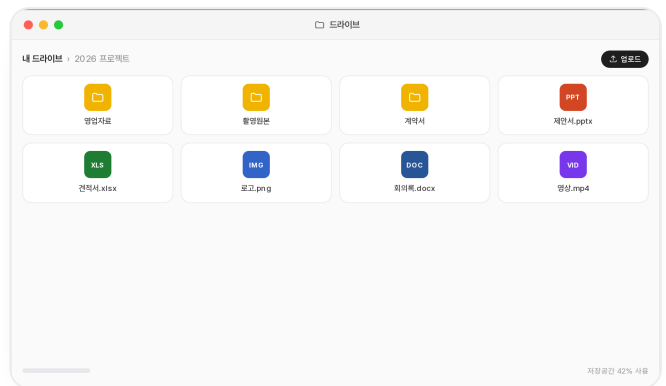 드라이브
내 드라이브 › 2026 프로젝트
업로드
영업자료
촬영원본
계약서
PPT
제안서.pptx
XLS
견적서.xlsx
IMG
로고.png
DOC
회의록.docx
VID
영상.mp4
저장공간 42% 사용